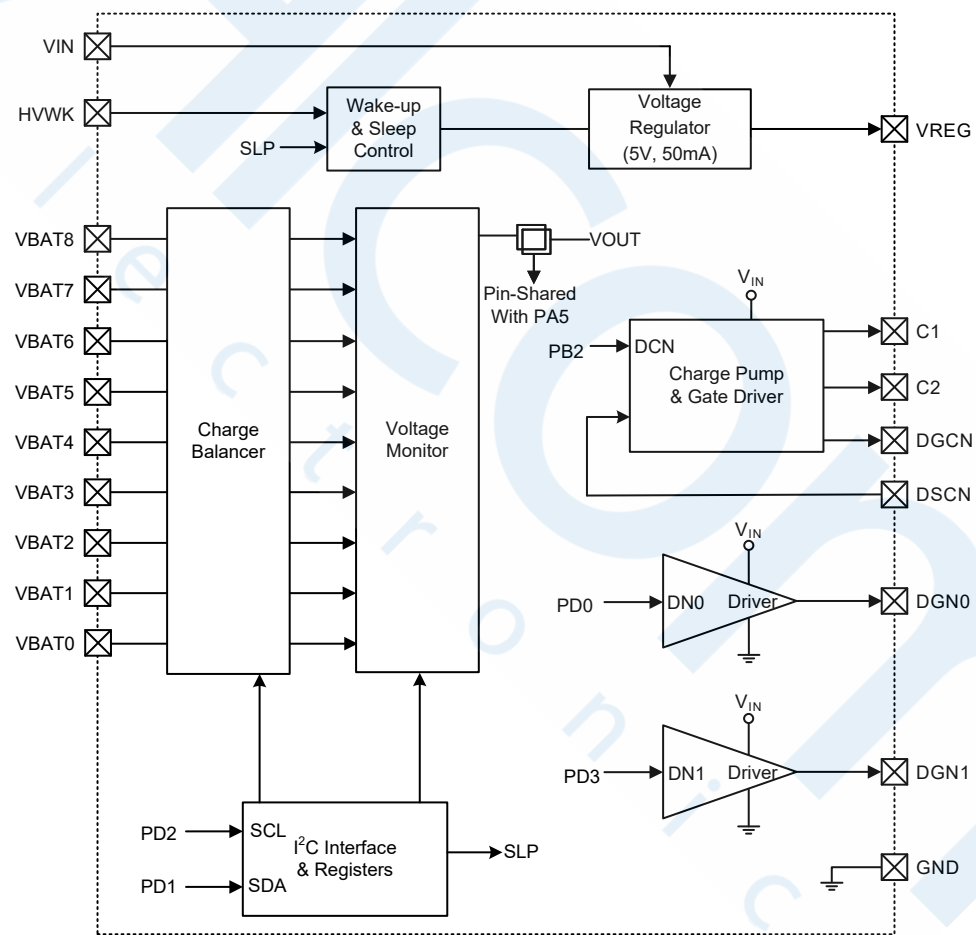 VIN
HVWK
SLP
Wake-up
& Sleep
Control
Voltage
Regulator
(5V, 50mA)
VREG
VBAT8
VBAT7
VBAT6
VBAT5
VBAT4
VBAT3
VBAT2
VBAT1
VBAT0
Charge
Balancer
Voltage
Monitor
VOUT
Pin-Shared
With PA5
VIN
PB2
DCN
Charge Pump
& Gate Driver
C1
C2
DGCN
DSCN
VIN
PD0
DN0 Driver
DGN0
VIN
PD3
DN1 Driver
DGN1
PD2
SCL
I²C Interface
& Registers
PD1
SDA
SLP
GND